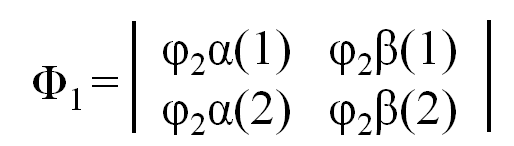 Φ₁ = | φ₂α(1) φ₂β(1) |
| φ₂α(2) φ₂β(2) |